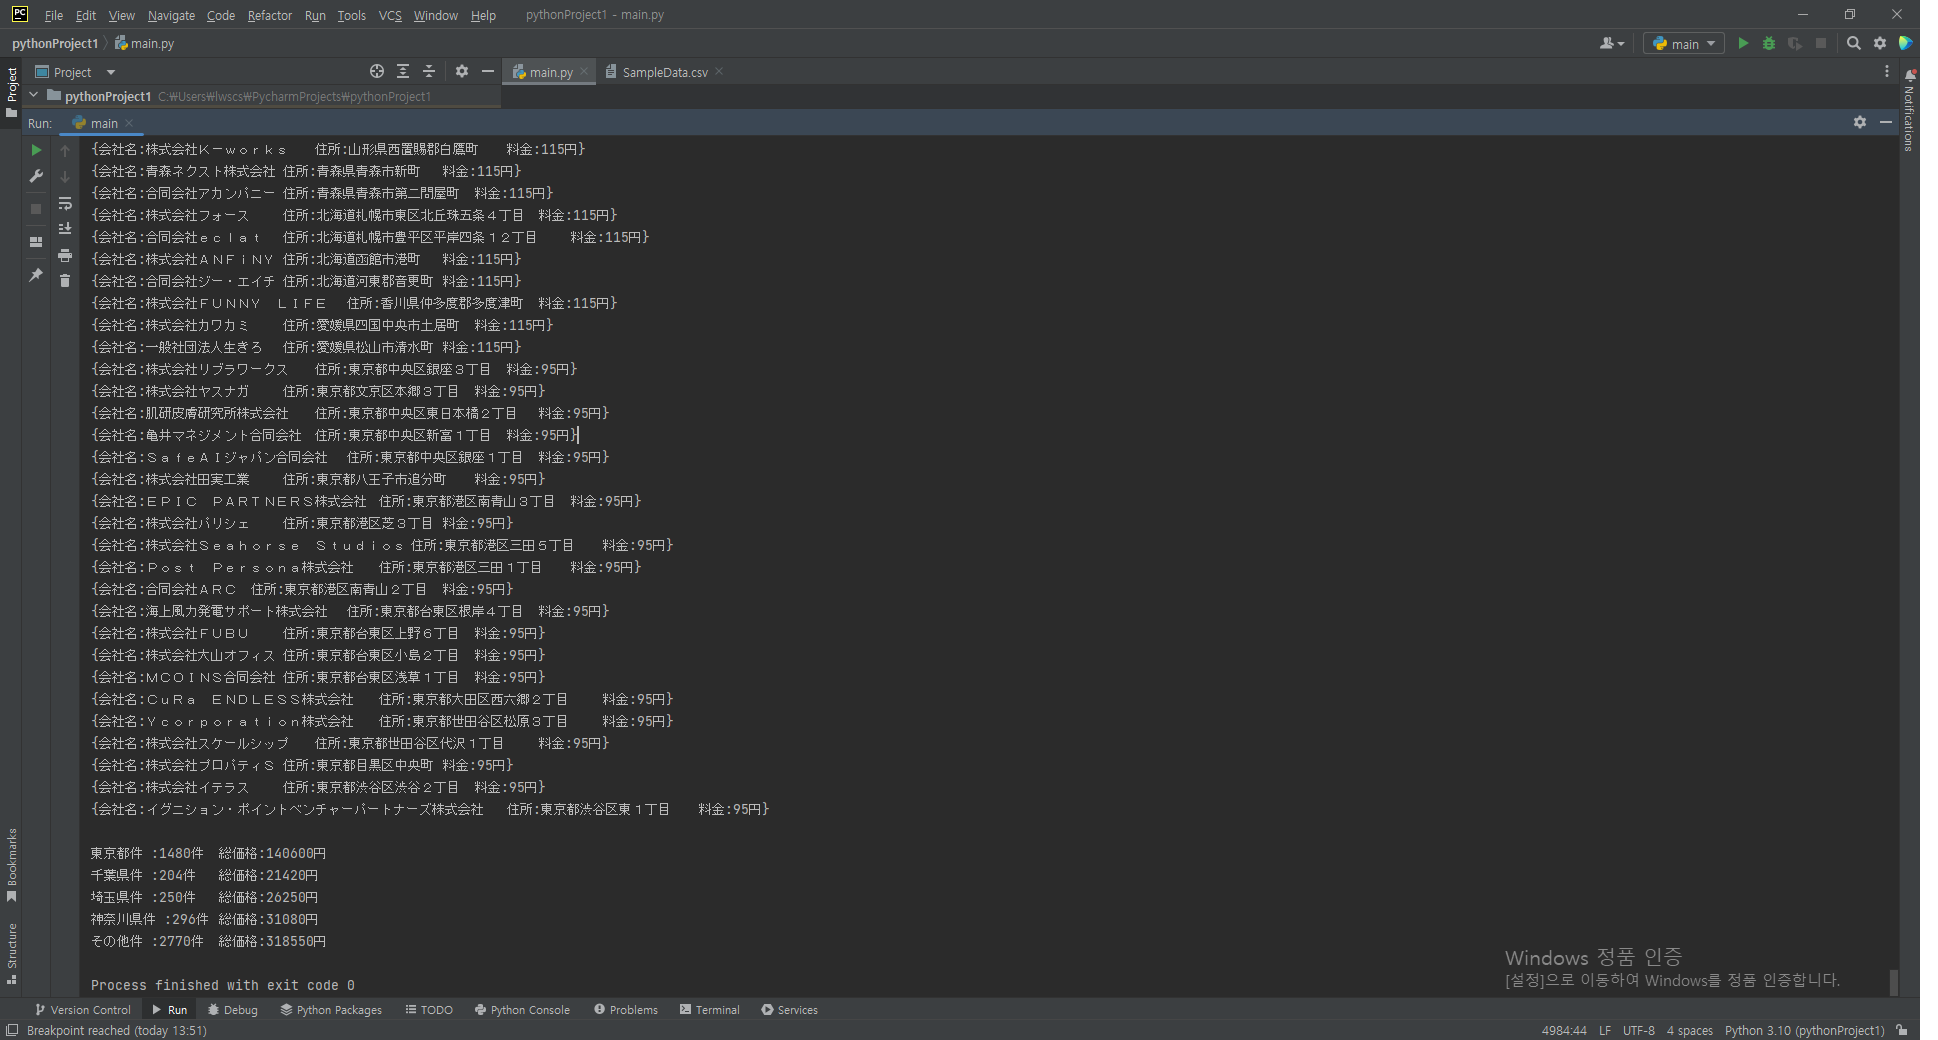 PC File Edit View Navigate Code Refactor Run Tools VCS Window Help pythonProject1 - main.py
pythonProject1 main.py main
Project main.py SampleData.csv
pythonProject1 C:₩Users₩lwscs₩PycharmProjects₩pythonProject1
Run: main
{会社名:株式会社Ｋ－ｗｏｒｋｓ 住所:山形県西置賜郡白鷹町 料金:115円}
{会社名:青森ネクスト株式会社 住所:青森県青森市新町 料金:115円}
{会社名:合同会社アカンパニー 住所:青森県青森市第二問屋町 料金:115円}
{会社名:株式会社フォース 住所:北海道札幌市東区北丘珠五条４丁目 料金:115円}
{会社名:合同会社ｅｃｌａｔ 住所:北海道札幌市豊平区平岸四条１２丁目 料金:115円}
{会社名:株式会社ＡＮＦｉＮＹ 住所:北海道函館市港町 料金:115円}
{会社名:合同会社ジー・エイチ 住所:北海道河東郡音更町 料金:115円}
{会社名:株式会社ＦＵＮＮＹ　ＬＩＦＥ 住所:香川県仲多度郡多度津町 料金:115円}
{会社名:株式会社カワカミ 住所:愛媛県四国中央市土居町 料金:115円}
{会社名:一般社団法人生きろ 住所:愛媛県松山市清水町 料金:115円}
{会社名:株式会社リブラワークス 住所:東京都中央区銀座３丁目 料金:95円}
{会社名:株式会社ヤスナガ 住所:東京都文京区本郷３丁目 料金:95円}
{会社名:肌研皮膚研究所株式会社 住所:東京都中央区東日本橋２丁目 料金:95円}
{会社名:亀井マネジメント合同会社 住所:東京都中央区新富１丁目 料金:95円}
{会社名:ＳａｆｅＡＩジャパン合同会社 住所:東京都中央区銀座１丁目 料金:95円}
{会社名:株式会社田実工業 住所:東京都八王子市追分町 料金:95円}
{会社名:ＥＰＩＣ　ＰＡＲＴＮＥＲＳ株式会社 住所:東京都港区南青山３丁目 料金:95円}
{会社名:株式会社パリシェ 住所:東京都港区芝３丁目 料金:95円}
{会社名:株式会社Ｓｅａｈｏｒｓｅ　Ｓｔｕｄｉｏｓ 住所:東京都港区三田５丁目 料金:95円}
{会社名:Ｐｏｓｔ　Ｐｅｒｓｏｎａ株式会社 住所:東京都港区三田１丁目 料金:95円}
{会社名:合同会社ＡＲＣ 住所:東京都港区南青山２丁目 料金:95円}
{会社名:海上風力発電サポート株式会社 住所:東京都台東区根岸４丁目 料金:95円}
{会社名:株式会社ＦＵＢＵ 住所:東京都台東区上野６丁目 料金:95円}
{会社名:株式会社大山オフィス 住所:東京都台東区小島２丁目 料金:95円}
{会社名:ＭＣＯＩＮＳ合同会社 住所:東京都台東区浅草１丁目 料金:95円}
{会社名:ＣｕＲａ　ＥＮＤＬＥＳＳ株式会社 住所:東京都大田区西六郷２丁目 料金:95円}
{会社名:Ｙｃｏｒｐｏｒａｔｉｏｎ株式会社 住所:東京都世田谷区松原３丁目 料金:95円}
{会社名:株式会社スケールシップ 住所:東京都世田谷区代沢１丁目 料金:95円}
{会社名:株式会社プロパティＳ 住所:東京都目黒区中央町 料金:95円}
{会社名:株式会社イテラス 住所:東京都渋谷区渋谷２丁目 料金:95円}
{会社名:イグニション・ポイントベンチャーパートナーズ株式会社 住所:東京都渋谷区東１丁目 料金:95円}
東京都件 :1480件 総価格:140600円
千葉県件 :204件 総価格:21420円
埼玉県件 :250件 総価格:26250円
神奈川県件 :296件 総価格:31080円
その他件 :2770件 総価格:318550円
Process finished with exit code 0
Windows 정품 인증
[설정]으로 이동하여 Windows를 정품 인증합니다.
Project
Bookmarks
Structure
Notifications
Version Control Run Debug Python Packages TODO Python Console Problems Terminal Services
Breakpoint reached (today 13:51) 4984:44 LF UTF-8 4 spaces Python 3.10 (pythonProject1)